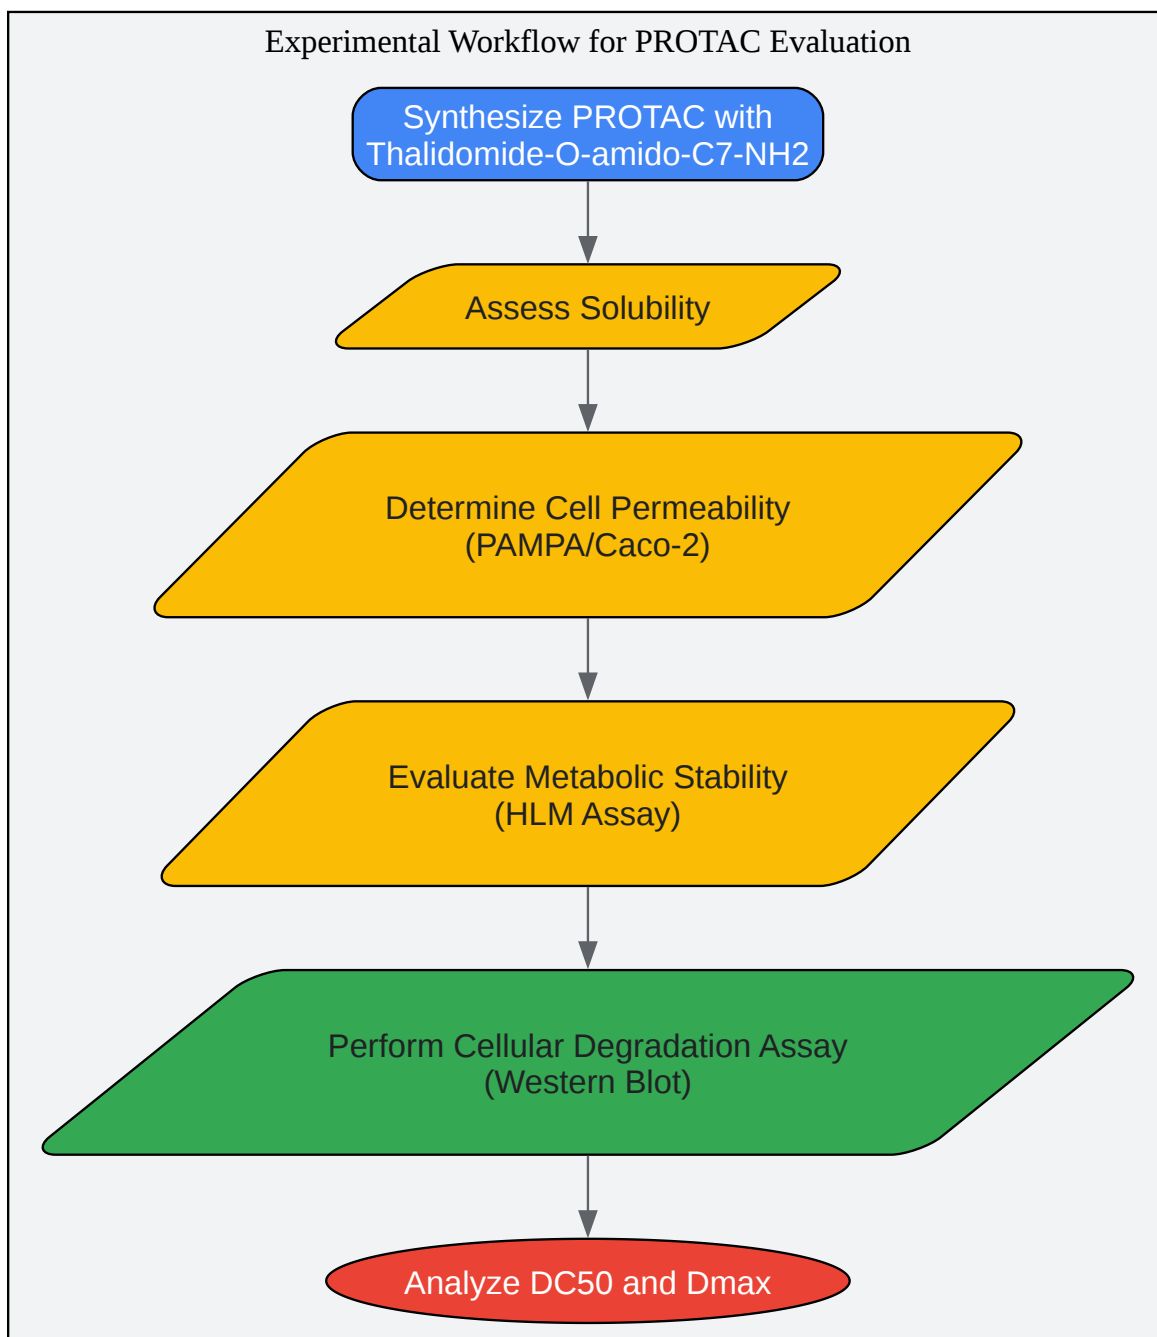 Experimental Workflow for PROTAC Evaluation
Synthesize PROTAC with
Thalidomide-O-amido-C7-NH2
Assess Solubility
Determine Cell Permeability
(PAMPA/Caco-2)
Evaluate Metabolic Stability
(HLM Assay)
Perform Cellular Degradation Assay
(Western Blot)
Analyze DC50 and Dmax